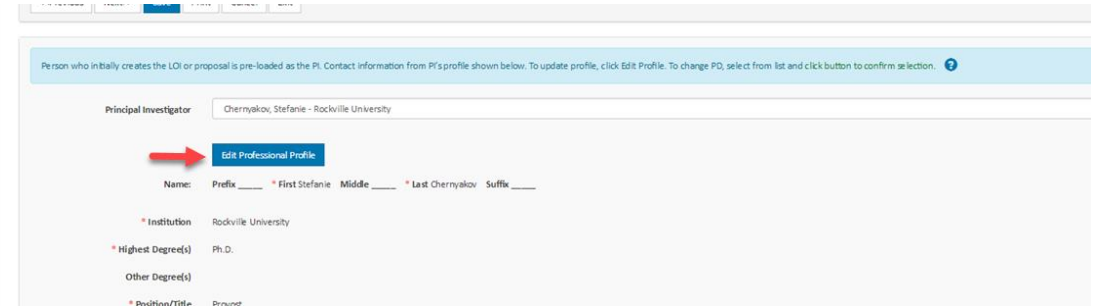 Person who initially creates the LOI or proposal is pre-loaded as the PI. Contact information from PI's profile shown below. To update profile, click Edit Profile. To change PD, select from list and click button to confirm selection. ?
Principal Investigator Chernyakov, Stefanie - Rockville University
Edit Professional Profile
Name: Prefix _____ * First Stefanie Middle _____ * Last Chernyakov Suffix _____
* Institution Rockville University
* Highest Degree(s) Ph.D.
Other Degree(s)
* Position/Title Provost